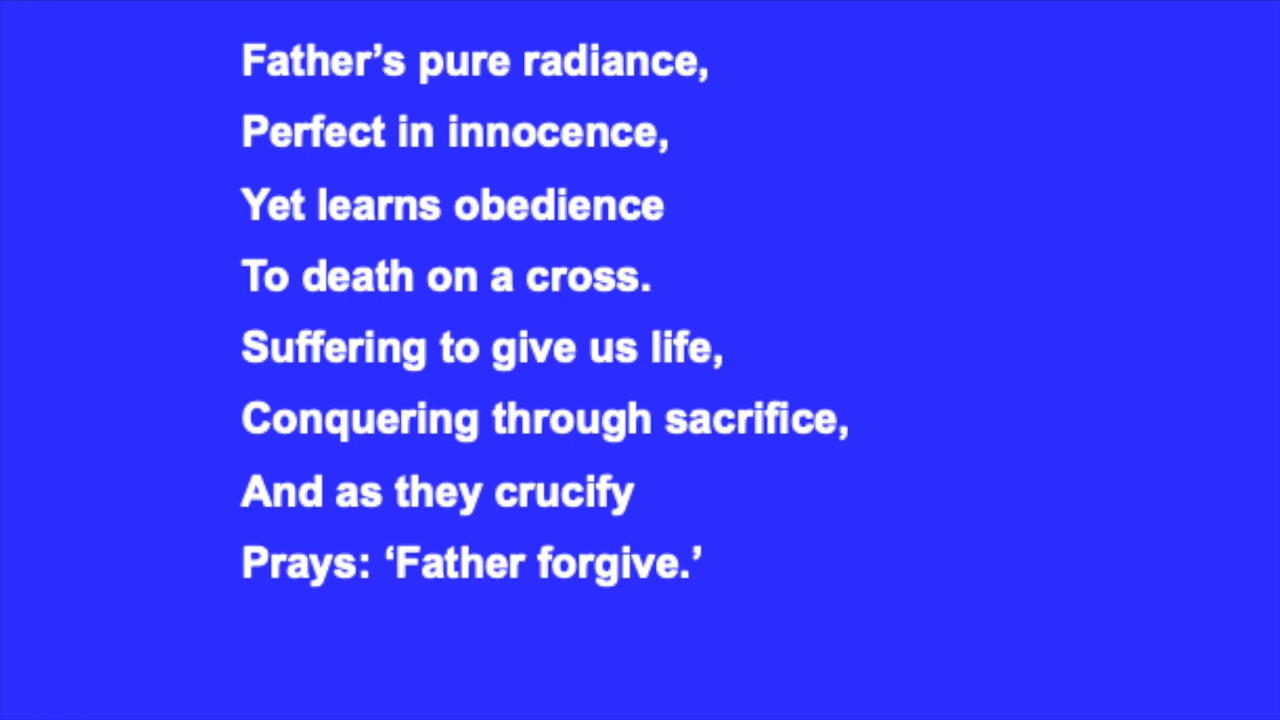 Father’s pure radiance,
Perfect in innocence,
Yet learns obedience
To death on a cross.
Suffering to give us life,
Conquering through sacrifice,
And as they crucify
Prays: ‘Father forgive.’